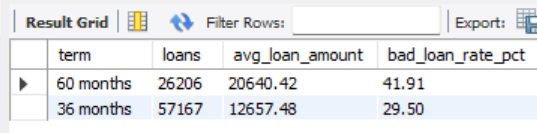 Result Grid Filter Rows: Export:
term loans avg_loan_amount bad_loan_rate_pct
60 months 26206 20640.42 41.91
36 months 57167 12657.48 29.50